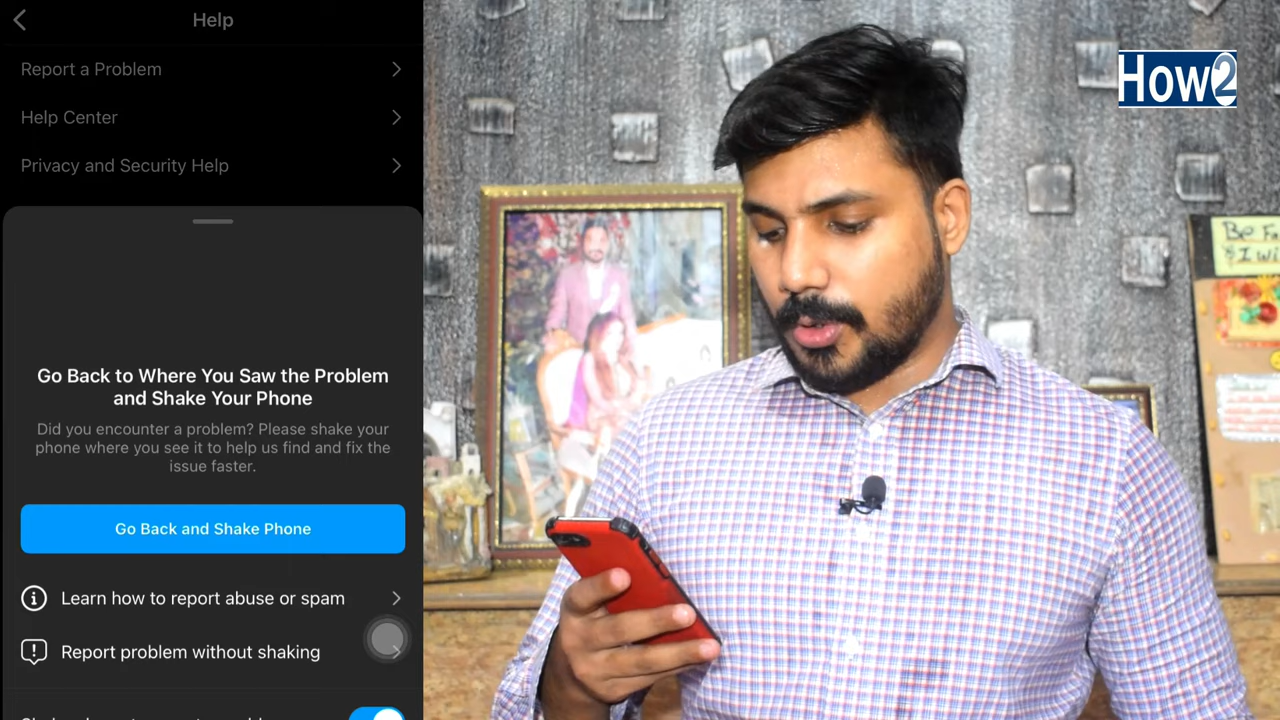 Help
Report a Problem
Help Center
Privacy and Security Help
Go Back to Where You Saw the Problem
and Shake Your Phone
Did you encounter a problem? Please shake your
phone where you see it to help us find and fix the
issue faster.
Go Back and Shake Phone
Learn how to report abuse or spam
Report problem without shaking
How2
Be Fa
I wi